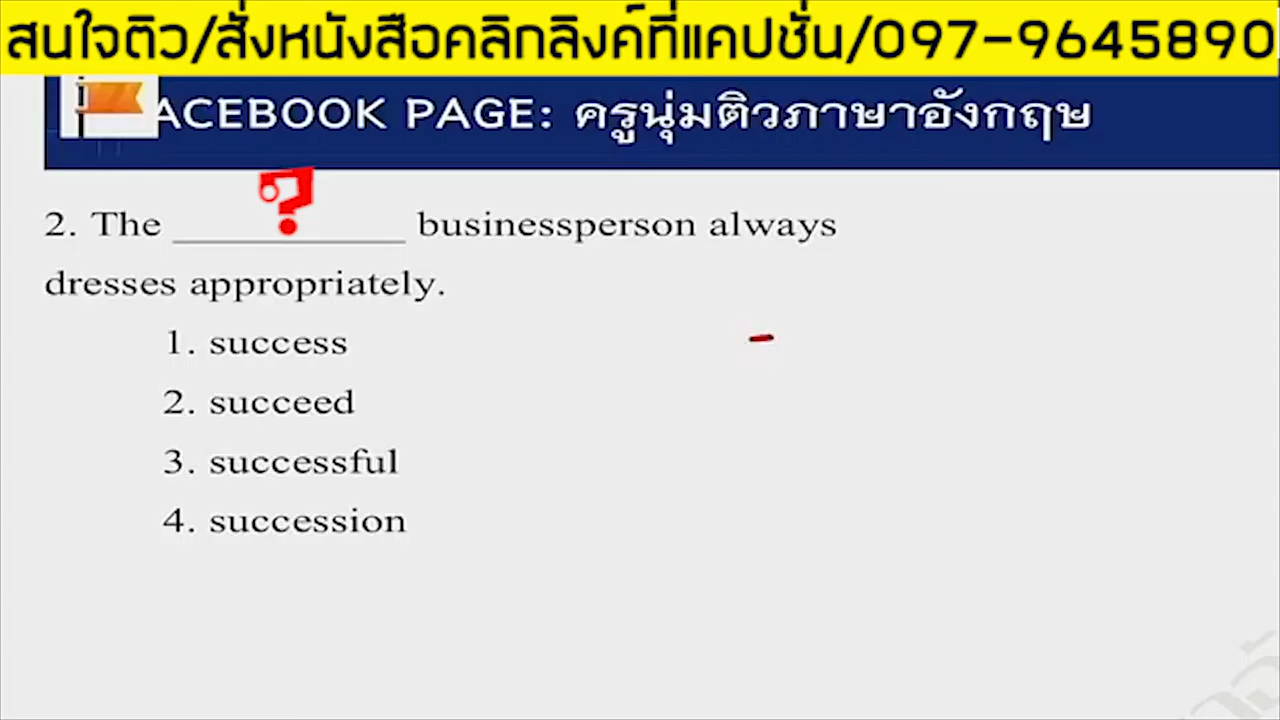 สนใจติว/สั่งหนังสือคลิกลิงค์ที่แคปชั่น/097-9645890
ACEBOOK PAGE: ครูนุ่มติวภาษาอังกฤษ
?
2. The ____________ businessperson always
dresses appropriately.
1. success
2. succeed
3. successful
4. succession